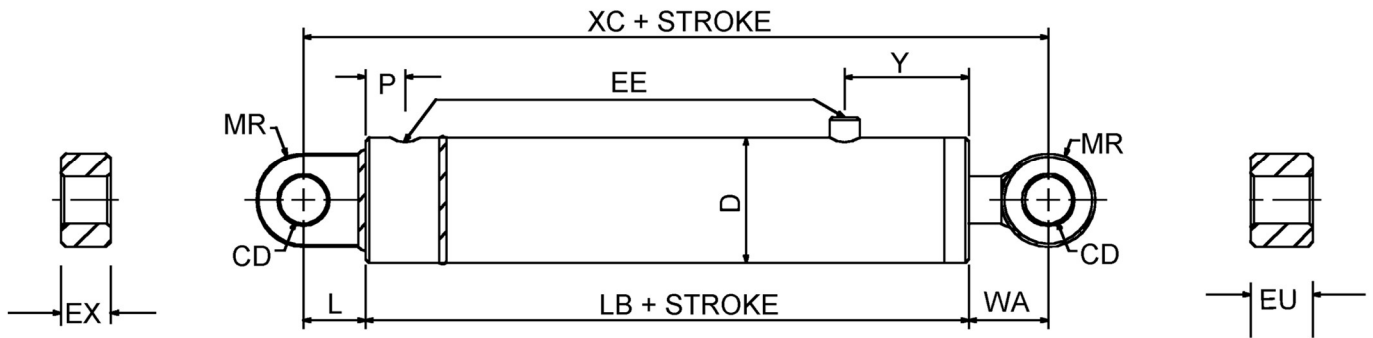 XC + STROKE
P
EE
Y
MR
MR
D
CD
CD
EX
L
LB + STROKE
WA
EU